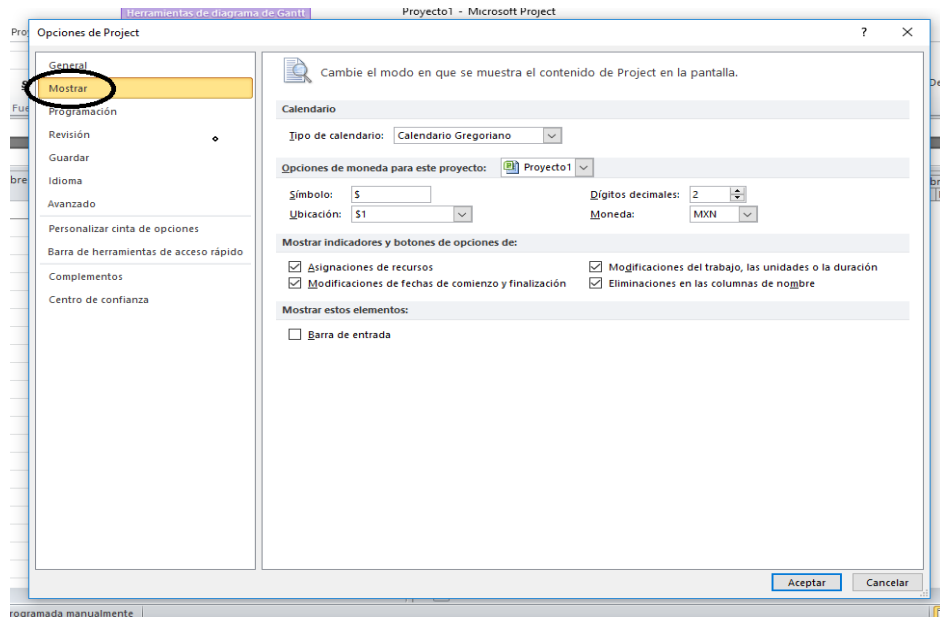 Herramientas de diagrama de Gantt
Proyecto1 - Microsoft Project
Pro
Opciones de Project
?
General
Mostrar
Programación
Revisión
Guardar
Idioma
Avanzado
Personalizar cinta de opciones
Barra de herramientas de acceso rápido
Complementos
Centro de confianza
Cambie el modo en que se muestra el contenido de Project en la pantalla.
Calendario
Tipo de calendario: Calendario Gregoriano
Opciones de moneda para este proyecto: Proyecto1
Símbolo: $ Dígitos decimales: 2
Ubicación: $1 Moneda: MXN
Mostrar indicadores y botones de opciones de:
Asignaciones de recursos Modificaciones del trabajo, las unidades o la duración
Modificaciones de fechas de comienzo y finalización Eliminaciones en las columnas de nombre
Mostrar estos elementos:
Barra de entrada
Aceptar Cancelar
Fue
bre
rogramada manualmente